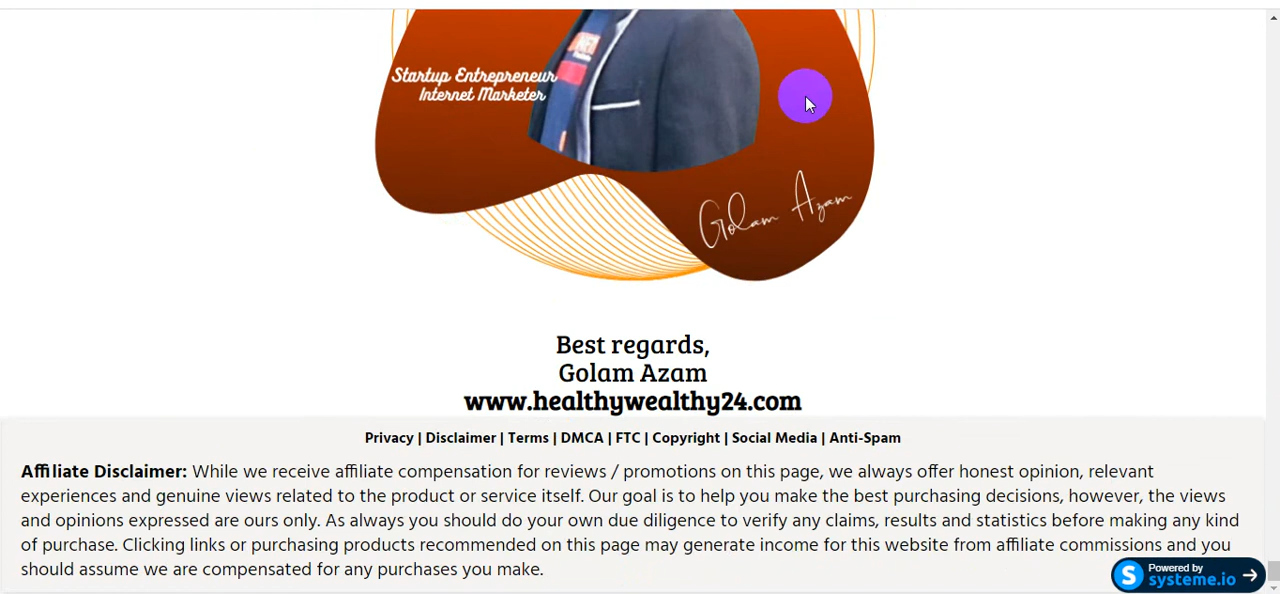 Startup Entrepreneur
Internet Marketer
Golam Azam
Best regards,
Golam Azam
www.healthywealthy24.com
Privacy | Disclaimer | Terms | DMCA | FTC | Copyright | Social Media | Anti-Spam
Affiliate Disclaimer: While we receive affiliate compensation for reviews / promotions on this page, we always offer honest opinion, relevant
experiences and genuine views related to the product or service itself. Our goal is to help you make the best purchasing decisions, however, the views
and opinions expressed are ours only. As always you should do your own due diligence to verify any claims, results and statistics before making any kind
of purchase. Clicking links or purchasing products recommended on this page may generate income for this website from affiliate commissions and you
should assume we are compensated for any purchases you make.
Powered by
systeme.io